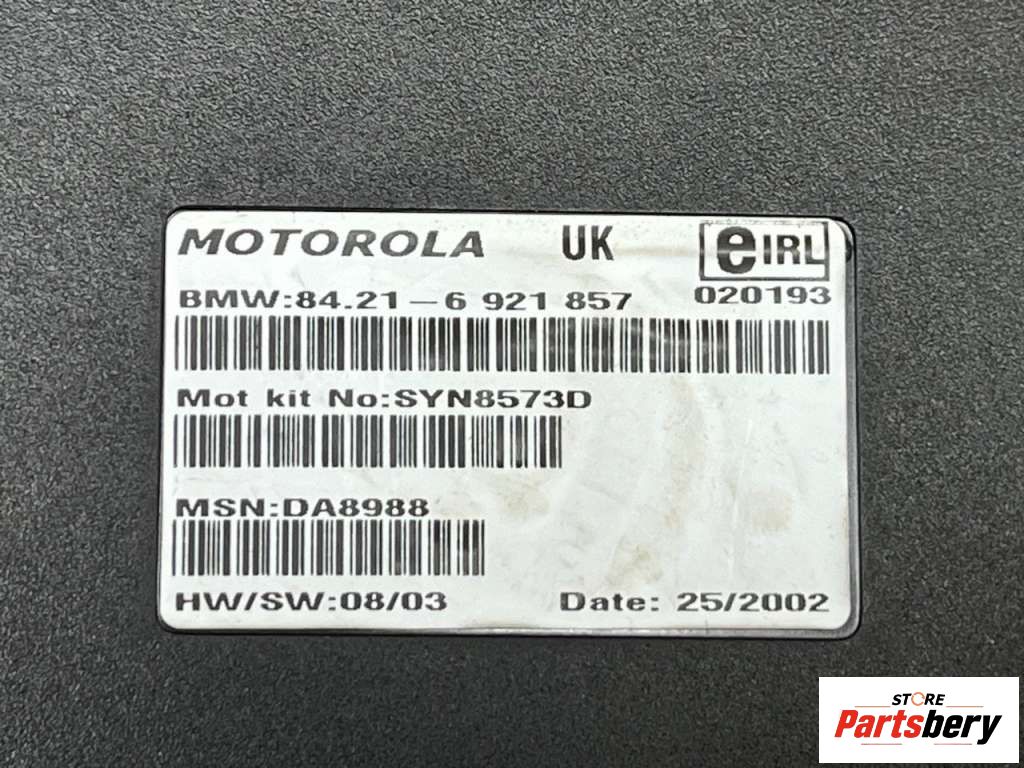 MOTOROLA UK eIRL
BMW:84.21-6 921 857 020193
Mot kit No:SYN8573D
MSN:DA8988
HW/SW:08/03 Date: 25/2002
STORE
Partsbery